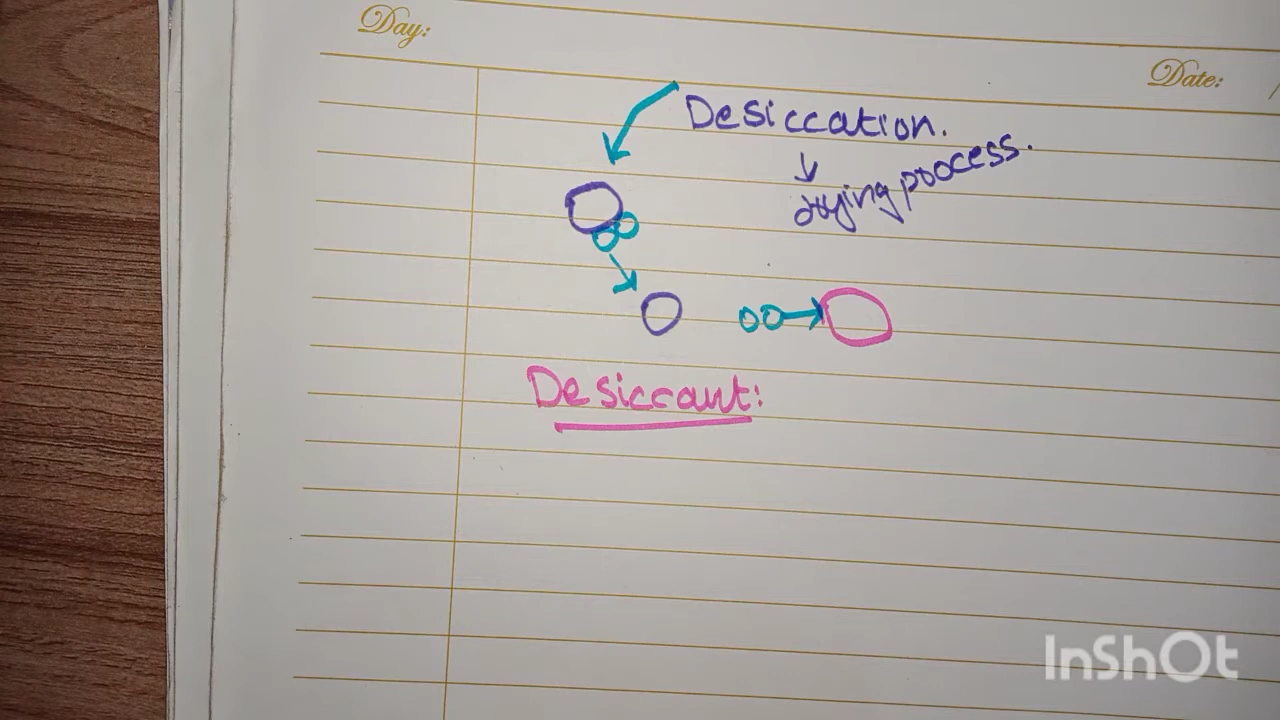 Day:
Date: /
Desiccation.
drying process.
Desiccant:
InShOt